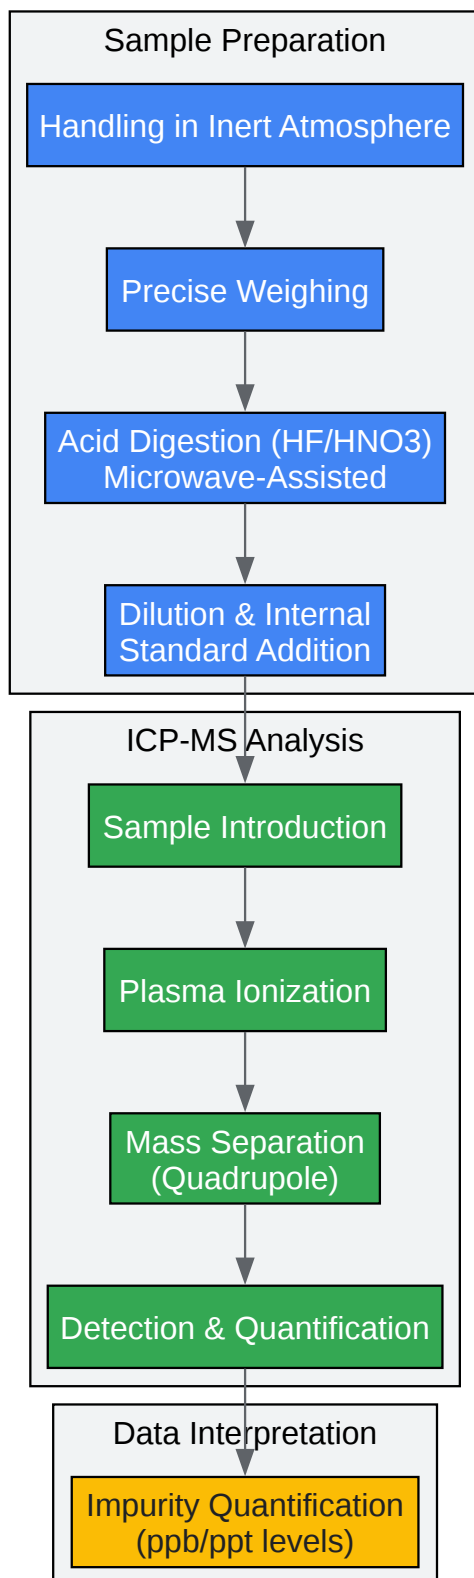 Sample Preparation
Handling in Inert Atmosphere
Precise Weighing
Acid Digestion (HF/HNO3)
Microwave-Assisted
Dilution & Internal
Standard Addition
ICP-MS Analysis
Sample Introduction
Plasma Ionization
Mass Separation
(Quadrupole)
Detection & Quantification
Data Interpretation
Impurity Quantification
(ppb/ppt levels)